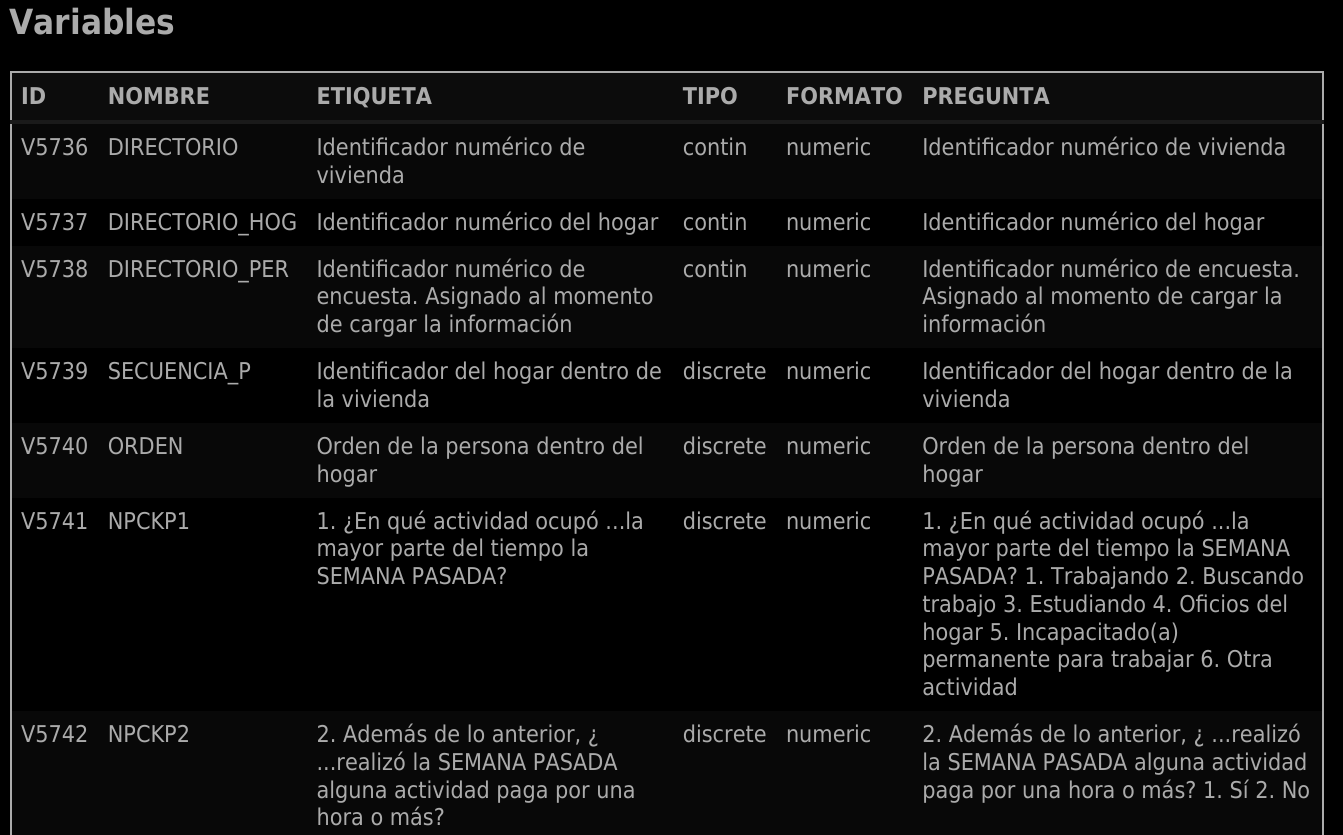 Variables
ID NOMBRE ETIQUETA TIPO FORMATO PREGUNTA
V5736 DIRECTORIO Identificador numérico de contin numeric Identificador numérico de vivienda
vivienda
V5737 DIRECTORIO_HOG Identificador numérico del hogar contin numeric Identificador numérico del hogar
V5738 DIRECTORIO_PER Identificador numérico de contin numeric Identificador numérico de encuesta.
encuesta. Asignado al momento Asignado al momento de cargar la
de cargar la información información
V5739 SECUENCIA_P Identificador del hogar dentro de discrete numeric Identificador del hogar dentro de la
la vivienda vivienda
V5740 ORDEN Orden de la persona dentro del discrete numeric Orden de la persona dentro del
hogar hogar
V5741 NPCKP1 1. ¿En qué actividad ocupó ...la discrete numeric 1. ¿En qué actividad ocupó ...la
mayor parte del tiempo la mayor parte del tiempo la SEMANA
SEMANA PASADA? PASADA? 1. Trabajando 2. Buscando
trabajo 3. Estudiando 4. Oficios del
hogar 5. Incapacitado(a)
permanente para trabajar 6. Otra
actividad
V5742 NPCKP2 2. Además de lo anterior, ¿ discrete numeric 2. Además de lo anterior, ¿ ...realizó
...realizó la SEMANA PASADA la SEMANA PASADA alguna actividad
alguna actividad paga por una paga por una hora o más? 1. Sí 2. No
hora o más?